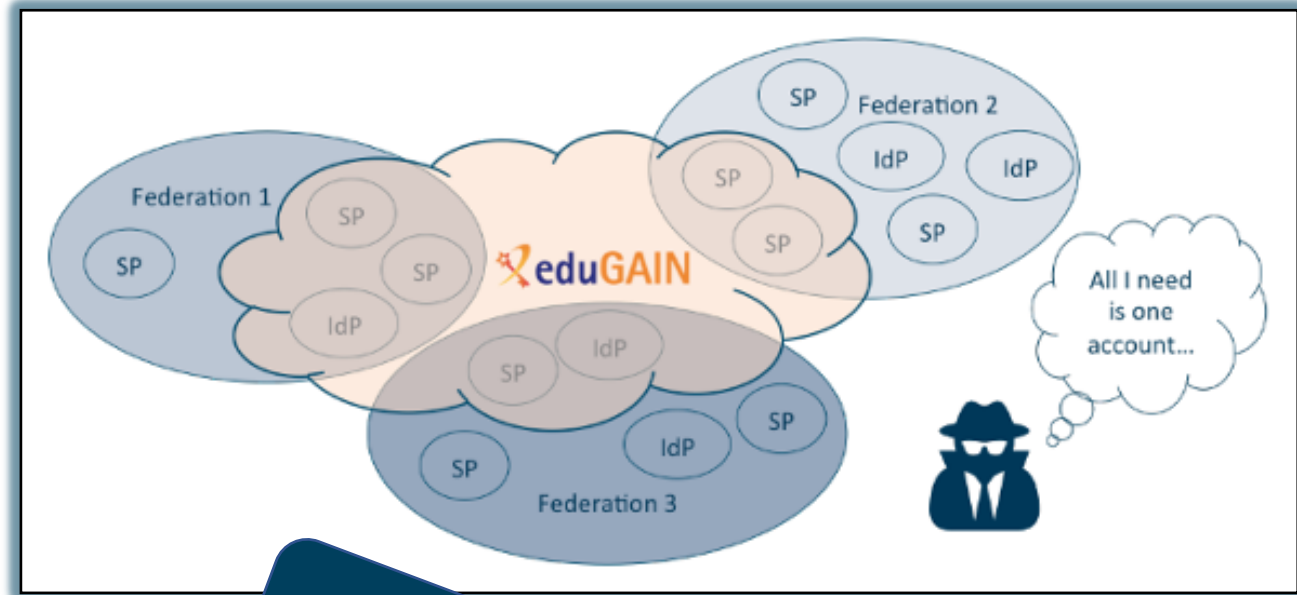 SP
Federation 2
IdP
IdP
SP
SP
SP
Federation 1
SP
SP
SP
IdP
eduGAIN
All I need
is one
account...
IdP
SP
SP
IdP
SP
Federation 3